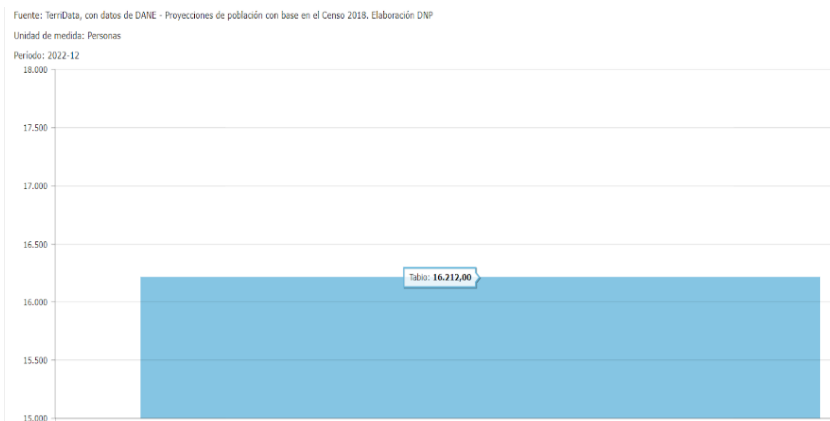 Fuente: TerriData, con datos de DANE - Proyecciones de población con base en el Censo 2018. Elaboración DNP
Unidad de medida: Personas
Periodo: 2022-12
18.000
17.500
17.000
16.500
Tabio: 16.212,00
16.000
15.500
15.000